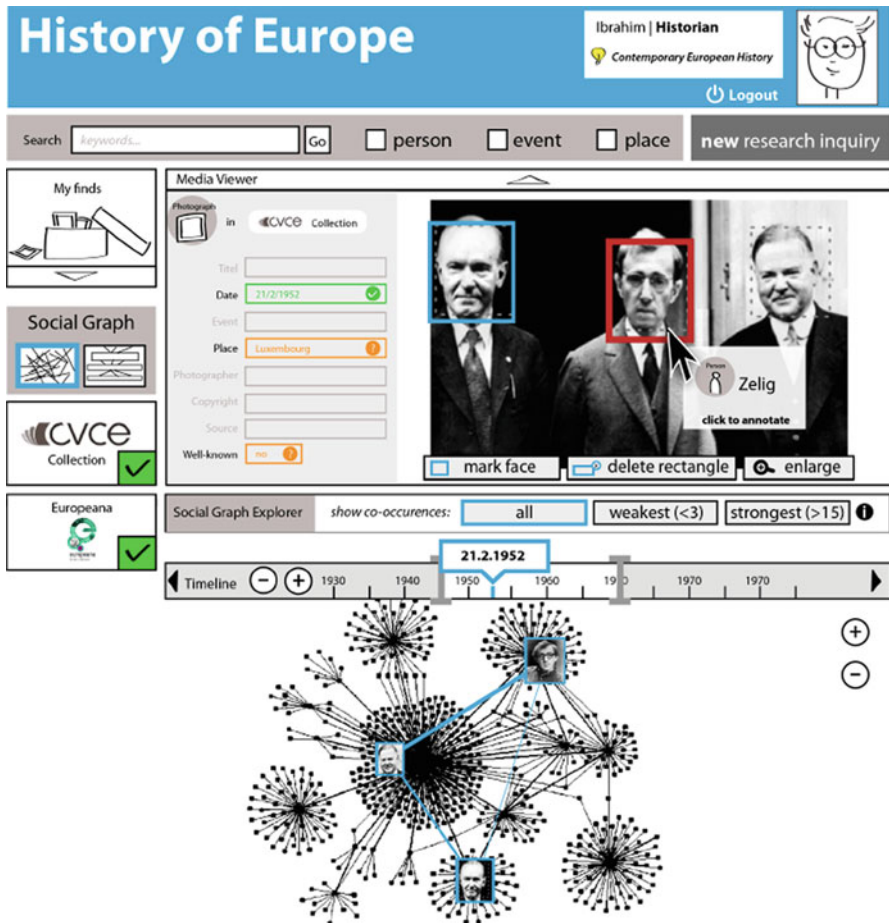 History of Europe
Ibrahim | Historian
Contemporary European History
Logout
Search
keywords...
Go
person
event
place
new research inquiry
My finds
Media Viewer
Photograph
in
cvce Collection
Titel
Date 21/2/1952
Event
Place Luxembourg ?
Photographer
Copyright
Source
Well-known no ?
Person
Zelig
click to annotate
mark face
delete rectangle
enlarge
Social Graph
cvce
Collection
Europeana
europeana
Social Graph Explorer
show co-occurences:
all
weakest (<3)
strongest (>15)
i
21.2.1952
Timeline
1930 1940 1950 1960 1970 1970